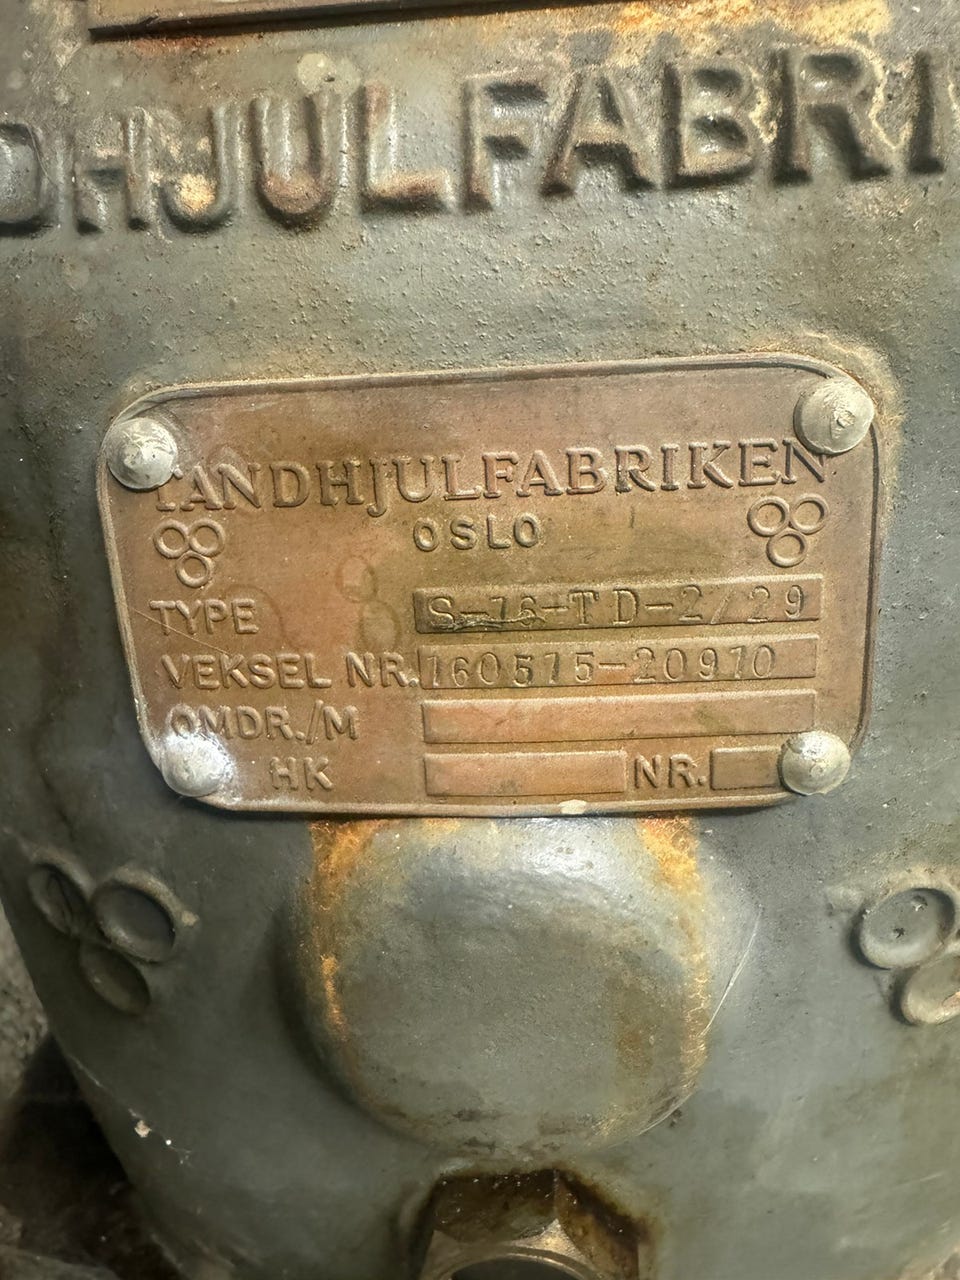 DHJULFABRI
TANDHJULFABRIKEN
OSLO
TYPE S-16-TD-2/29
VEKSEL NR. 160515-20910
OMDR./M
HK NR.